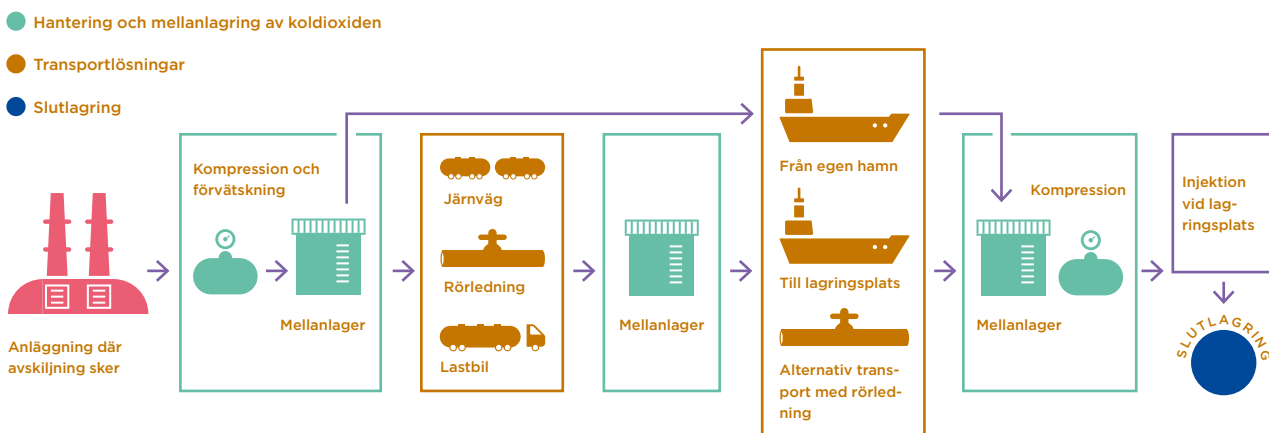 Hantering och mellanlagring av koldioxiden
Transportlösningar
Slutlagring
Anläggning där
avskiljning sker
Kompression och
förvätskning
Mellanlager
Järnväg
Rörledning
Lastbil
Mellanlager
Från egen hamn
Till lagringsplats
Alternativ trans-
port med rörled-
ning
Kompression
Mellanlager
Injektion
vid lag-
ringsplats
SLUTLAGRING